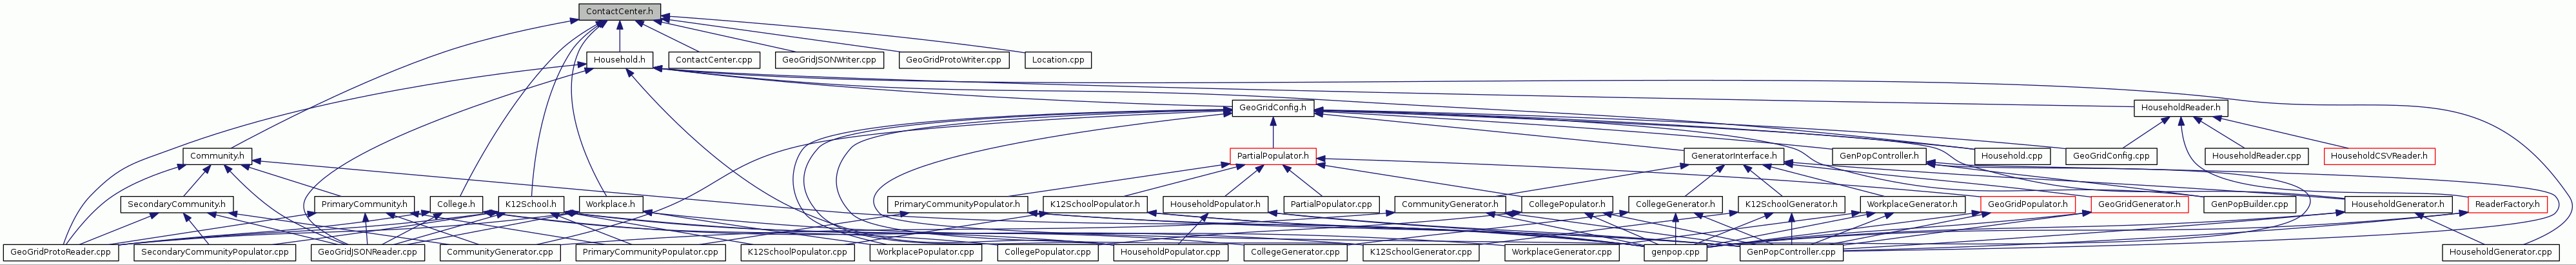 ContactCenter.h
Household.h
ContactCenter.cpp
GeoGridJSONWriter.cpp
GeoGridProtoWriter.cpp
Location.cpp
GeoGridConfig.h
HouseholdReader.h
Community.h
PartialPopulator.h
GeneratorInterface.h
GenPopController.h
Household.cpp
GeoGridConfig.cpp
HouseholdReader.cpp
HouseholdCSVReader.h
SecondaryCommunity.h
PrimaryCommunity.h
College.h
K12School.h
Workplace.h
PrimaryCommunityPopulator.h
K12SchoolPopulator.h
HouseholdPopulator.h
PartialPopulator.cpp
CommunityGenerator.h
CollegePopulator.h
CollegeGenerator.h
K12SchoolGenerator.h
WorkplaceGenerator.h
GeoGridPopulator.h
GeoGridGenerator.h
GenPopBuilder.cpp
HouseholdGenerator.h
ReaderFactory.h
GeoGridProtoReader.cpp
SecondaryCommunityPopulator.cpp
GeoGridJSONReader.cpp
CommunityGenerator.cpp
PrimaryCommunityPopulator.cpp
K12SchoolPopulator.cpp
WorkplacePopulator.cpp
CollegePopulator.cpp
HouseholdPopulator.cpp
CollegeGenerator.cpp
K12SchoolGenerator.cpp
WorkplaceGenerator.cpp
genpop.cpp
GenPopController.cpp
HouseholdGenerator.cpp